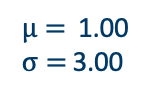 μ = 1.00
σ = 3.00